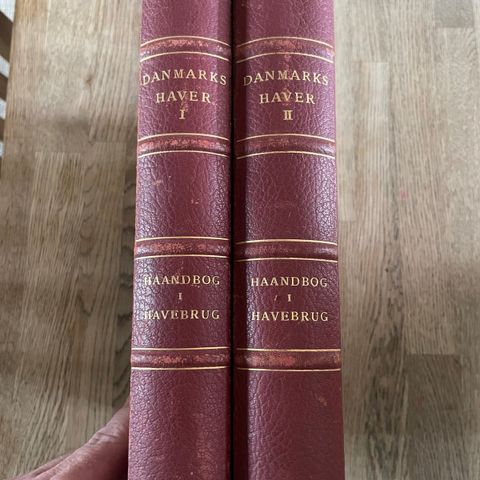 DANMARKS
HAVER
I
HAANDBOG
I
HAVEBRUG
DANMARKS
HAVER
II
HAANDBOG
I
HAVEBRUG